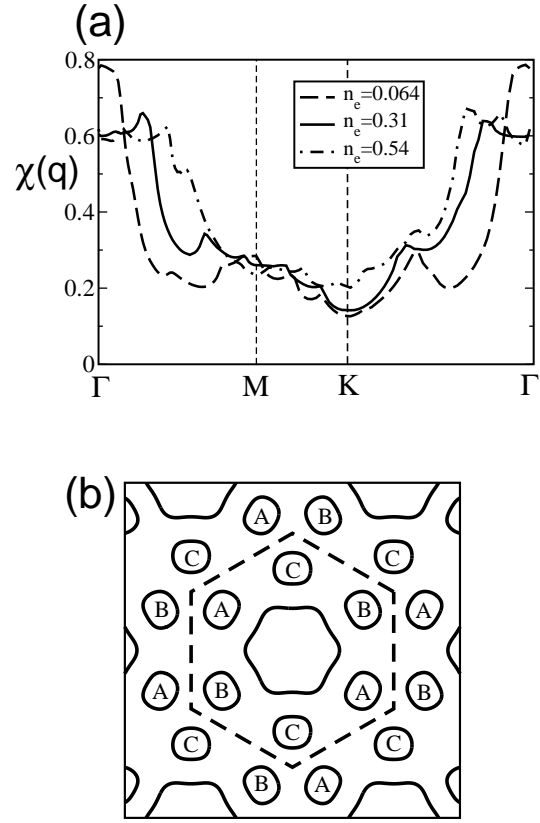 (a)
0.8
n_e=0.064
n_e=0.31
n_e=0.54
0.6
χ(q)
0.4
0.2
0
Γ M K Γ
(b)
A B
C C C
B A B A
A B A B
C C C
B A